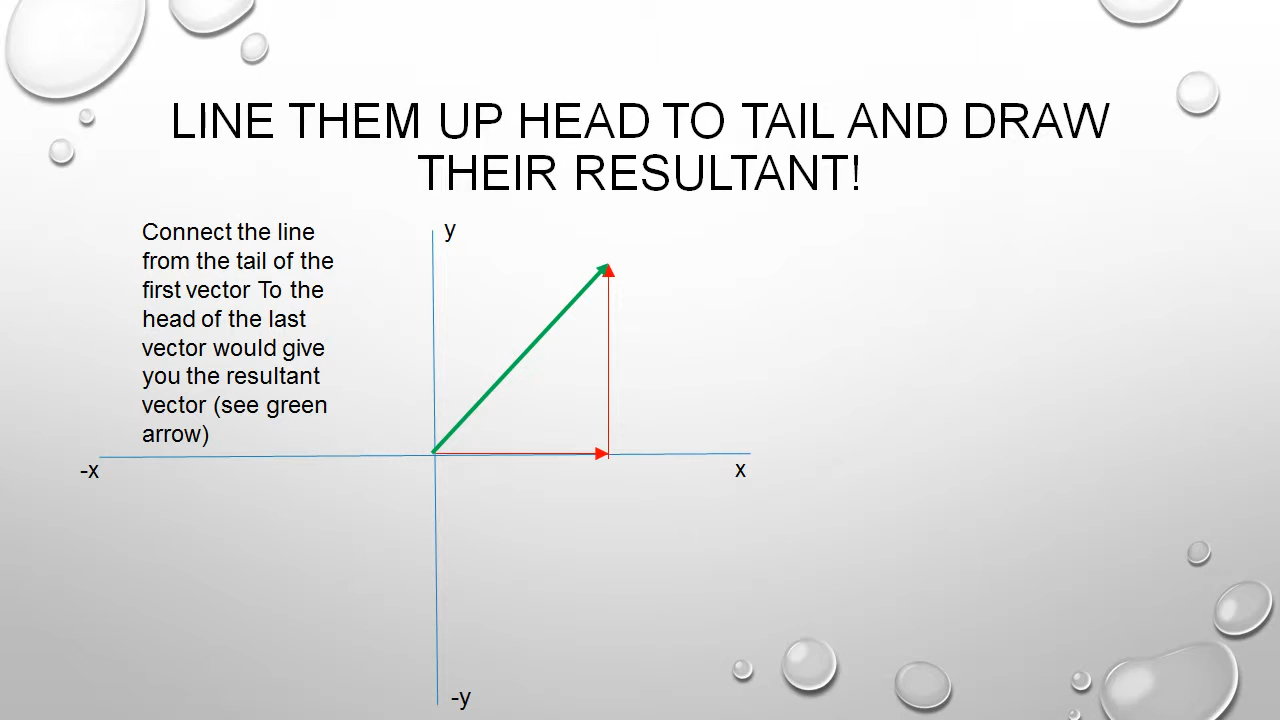 LINE THEM UP HEAD TO TAIL AND DRAW
THEIR RESULTANT!
Connect the line
from the tail of the
first vector To the
head of the last
vector would give
you the resultant
vector (see green
arrow)
y
-x
x
-y